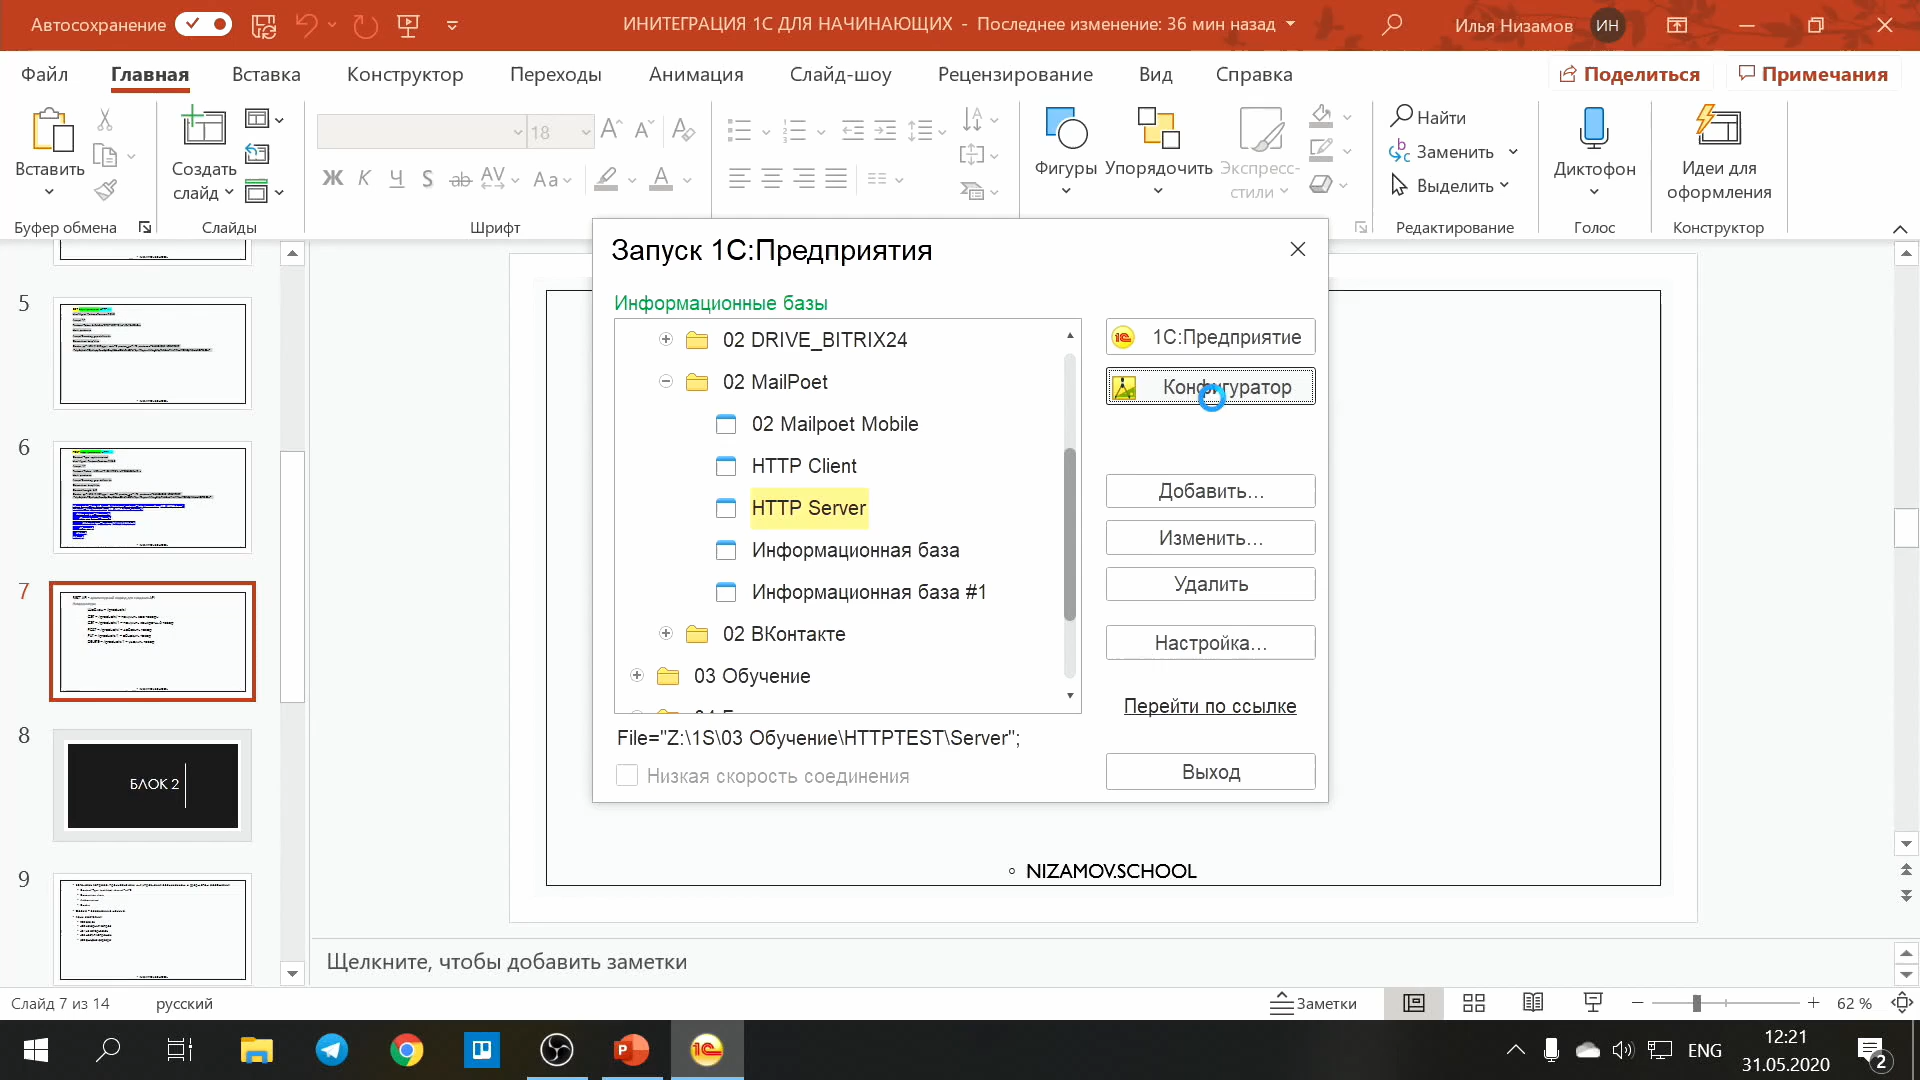 Автосохранение
ИНИТЕГРАЦИЯ 1С ДЛЯ НАЧИНАЮЩИХ - Последнее изменение: 36 мин назад
Илья Низамов
ИН
Файл
Главная
Вставка
Конструктор
Переходы
Анимация
Слайд-шоу
Рецензирование
Вид
Справка
Поделиться
Примечания
Вставить
Создать
слайд
18
Ж К Ч S ab AV Aa A
Фигуры
Упорядочить
Экспресс-
стили
Найти
Заменить
Выделить
Диктофон
Идеи для
оформления
Буфер обмена
Слайды
Шрифт
Редактирование
Голос
Конструктор
Запуск 1С:Предприятия
Информационные базы
02 DRIVE_BITRIX24
02 MailPoet
02 Mailpoet Mobile
HTTP Client
HTTP Server
Информационная база
Информационная база #1
02 ВКонтакте
03 Обучение
File="Z:\1S\03 Обучение\HTTPTEST\Server";
Низкая скорость соединения
1С:Предприятие
Конфигуратор
Добавить...
Изменить...
Удалить
Настройка...
Перейти по ссылке
Выход
5
6
7
8
БЛОК 2
9
NIZAMOV.SCHOOL
Щелкните, чтобы добавить заметки
Слайд 7 из 14
русский
Заметки
62 %
ENG
12:21
31.05.2020
2